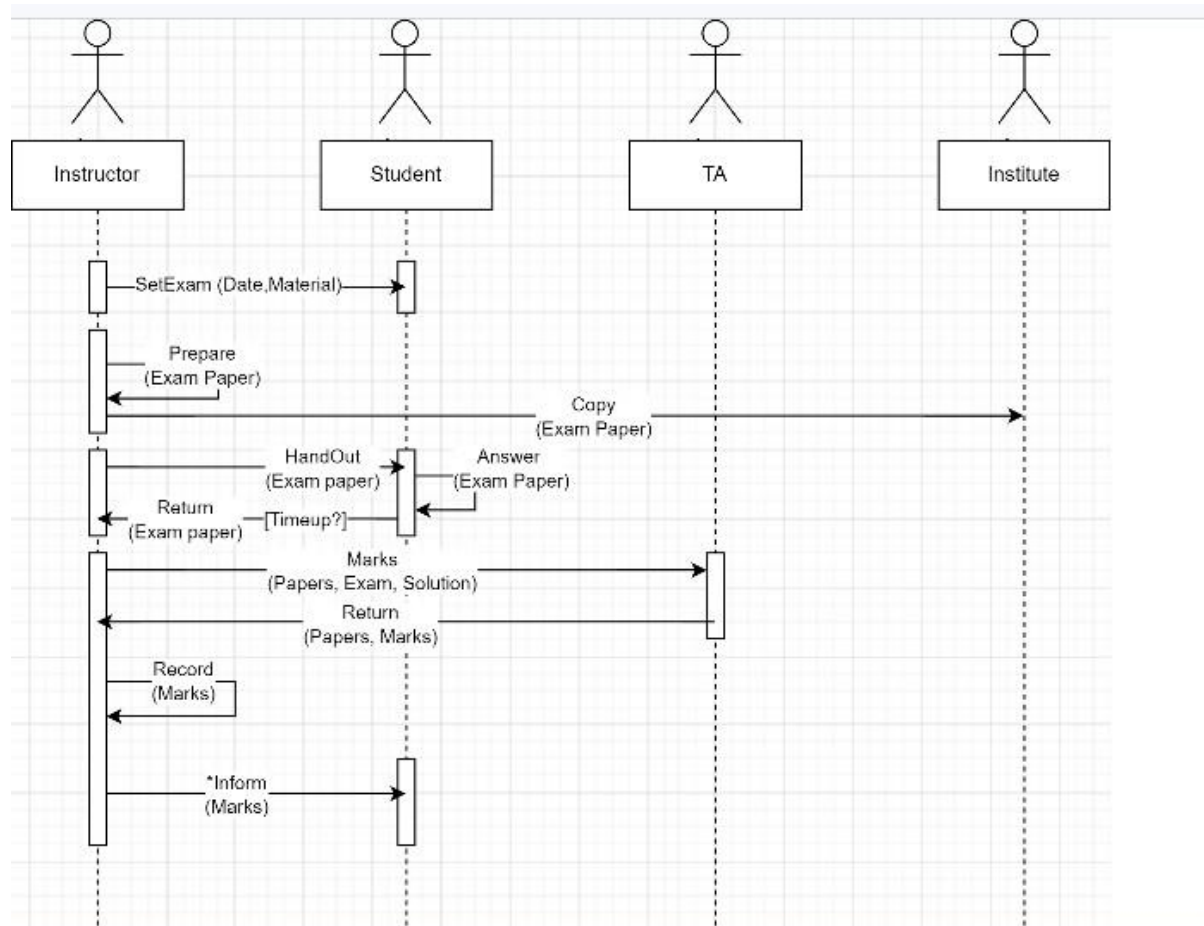 Instructor
Student
TA
Institute
SetExam (Date,Material)
Prepare
(Exam Paper)
Copy
(Exam Paper)
HandOut
(Exam paper)
Answer
(Exam Paper)
Return
(Exam paper)
[Timeup?]
Marks
(Papers, Exam, Solution)
Return
(Papers, Marks)
Record
(Marks)
*Inform
(Marks)